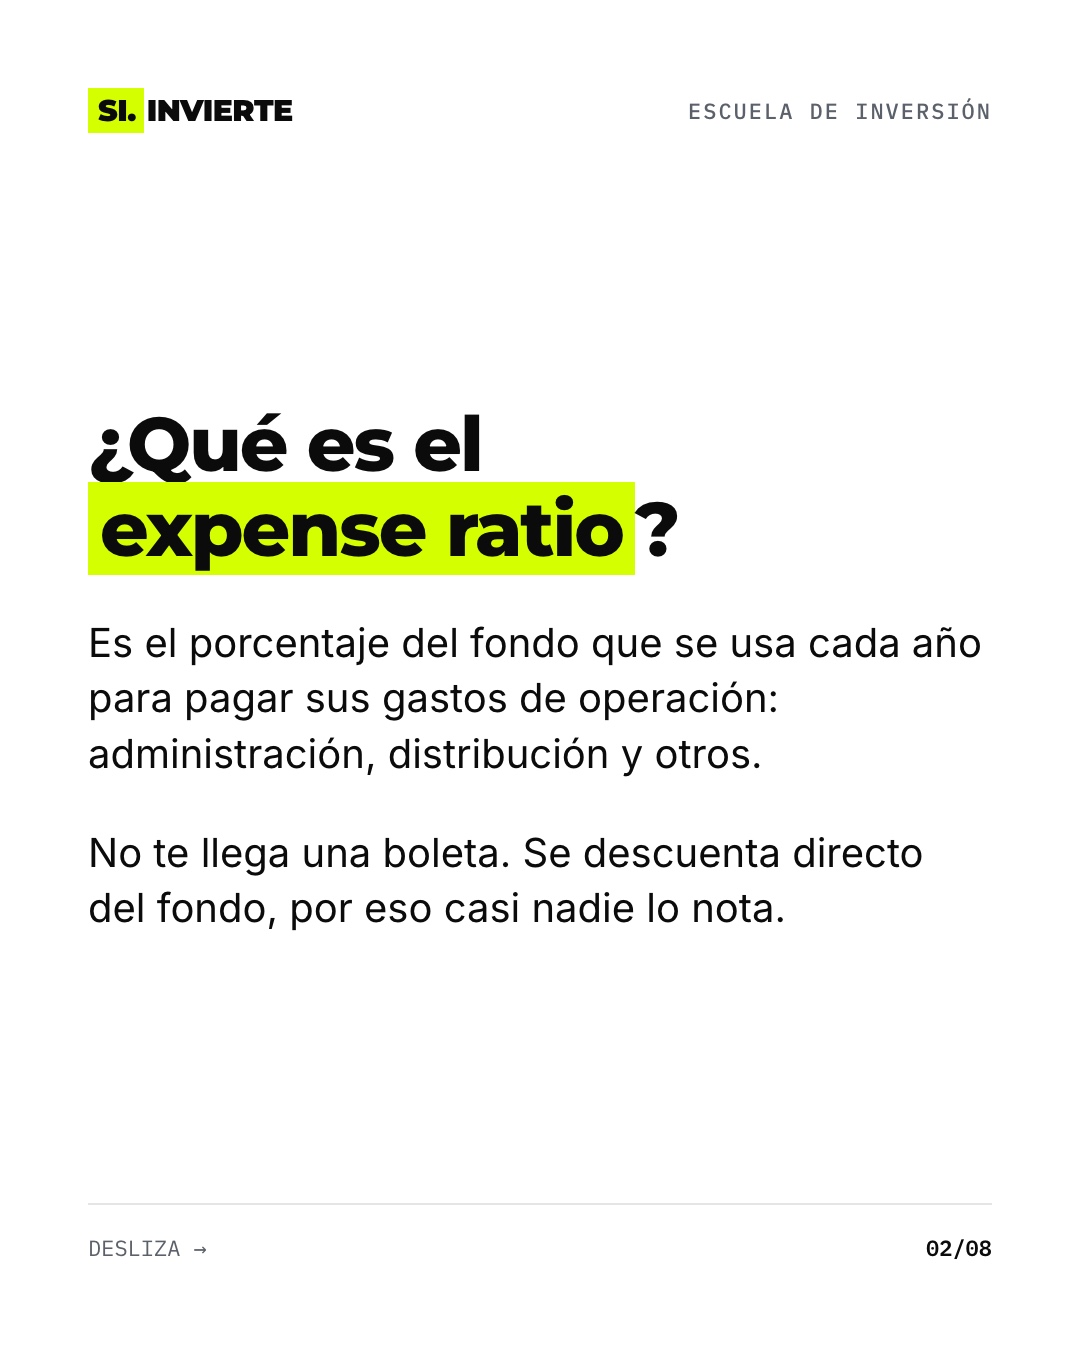 SI. INVIERTE
ESCUELA DE INVERSIÓN
¿Qué es el
expense ratio?
Es el porcentaje del fondo que se usa cada año
para pagar sus gastos de operación:
administración, distribución y otros.
No te llega una boleta. Se descuenta directo
del fondo, por eso casi nadie lo nota.
DESLIZA →
02/08